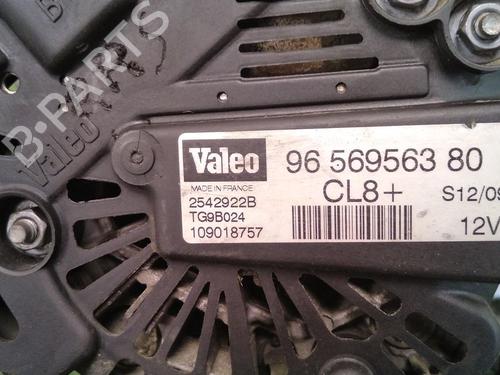 B-PARTS
Valeo
Valeo
96 569563 80
MADE IN FRANCE
CL8+
S12/09
2542922B
TG9B024
109018757
12V